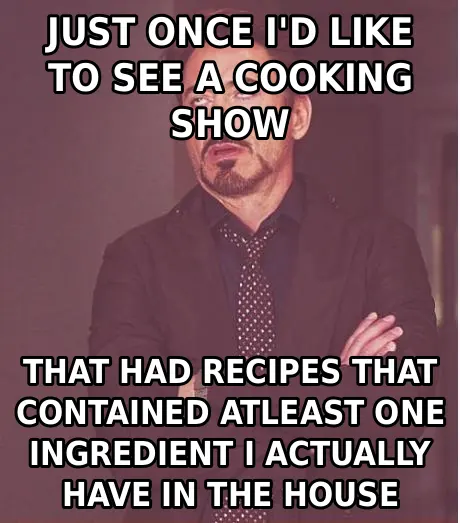 JUST ONCE I'D LIKE
TO SEE A COOKING
SHOW
THAT HAD RECIPES THAT
CONTAINED ATLEAST ONE
INGREDIENT I ACTUALLY
HAVE IN THE HOUSE